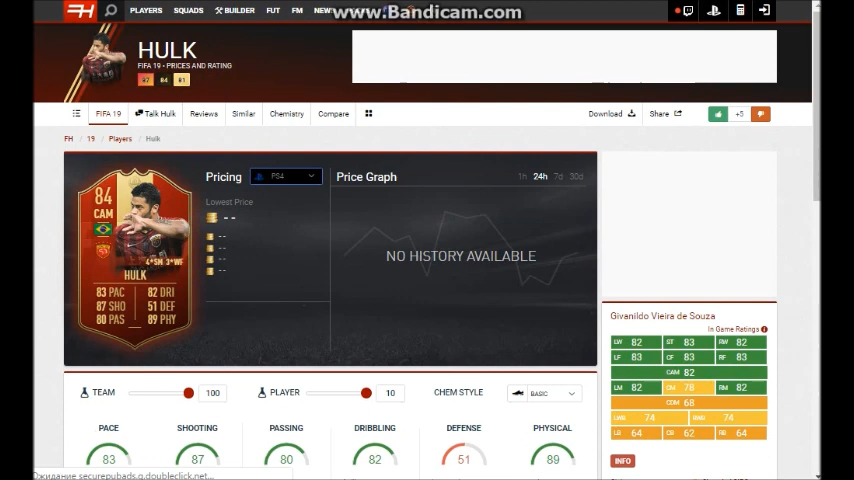 www.Bandicam.com
FH PLAYERS SQUADS BUILDER FUT FM NEWS
HULK
FIFA 19 • PRICES AND RATING
87 84 81
FIFA 19 Talk Hulk Reviews Similar Chemistry Compare Download Share +5
FH / 19 / Players / Hulk
84
CAM
4*SM 3*WF
HULK
83 PAC 82 DRI
87 SHO 51 DEF
80 PAS 89 PHY
Pricing PS4
Lowest Price
--
--
--
--
--
Price Graph 1h 24h 7d 30d
NO HISTORY AVAILABLE
Givanildo Vieira de Souza
In Game Ratings
LW 82 ST 83 RW 82
LF 83 CF 83 RF 83
CAM 82
LM 82 CM 78 RM 82
CDM 68
LWB 74 RWB 74
LB 64 CB 62 RB 64
INFO
TEAM 100 PLAYER 10 CHEM STYLE BASIC
PACE SHOOTING PASSING DRIBBLING DEFENSE PHYSICAL
83 87 80 82 51 89
Ожидание securepubads.g.doubleclick.net...